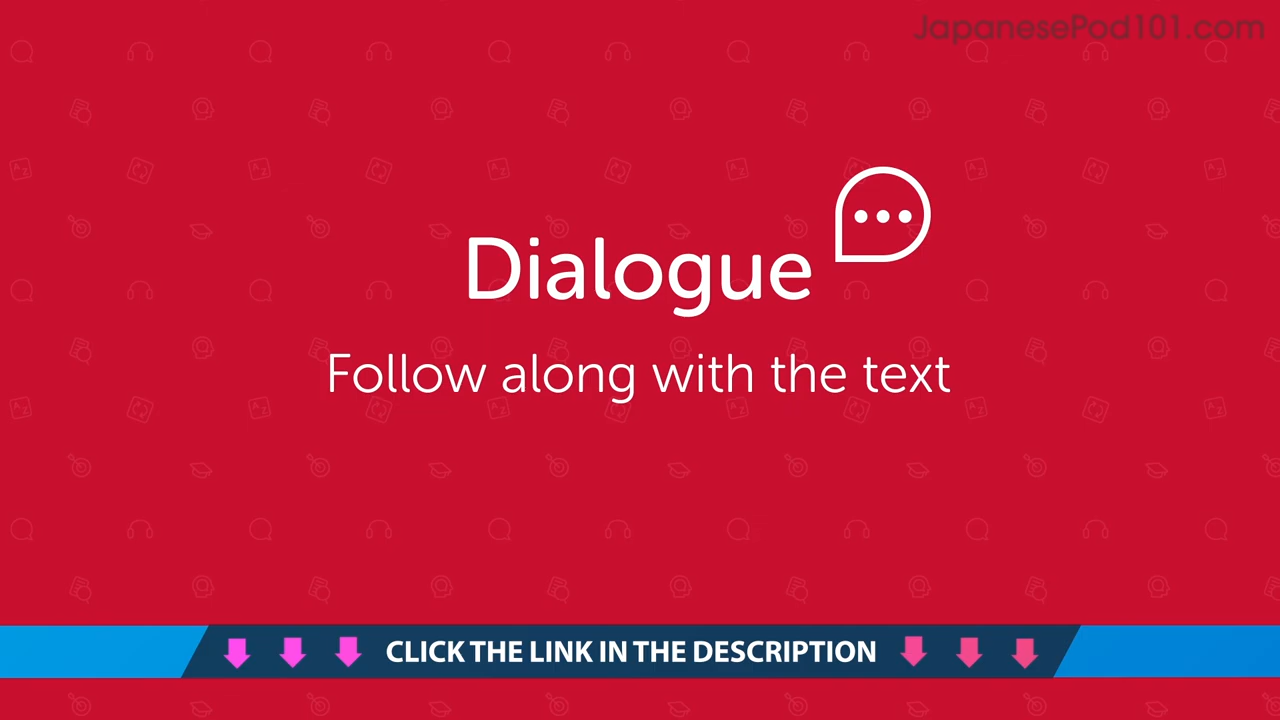 JapanesePod101.com
Dialogue
Follow along with the text
CLICK THE LINK IN THE DESCRIPTION